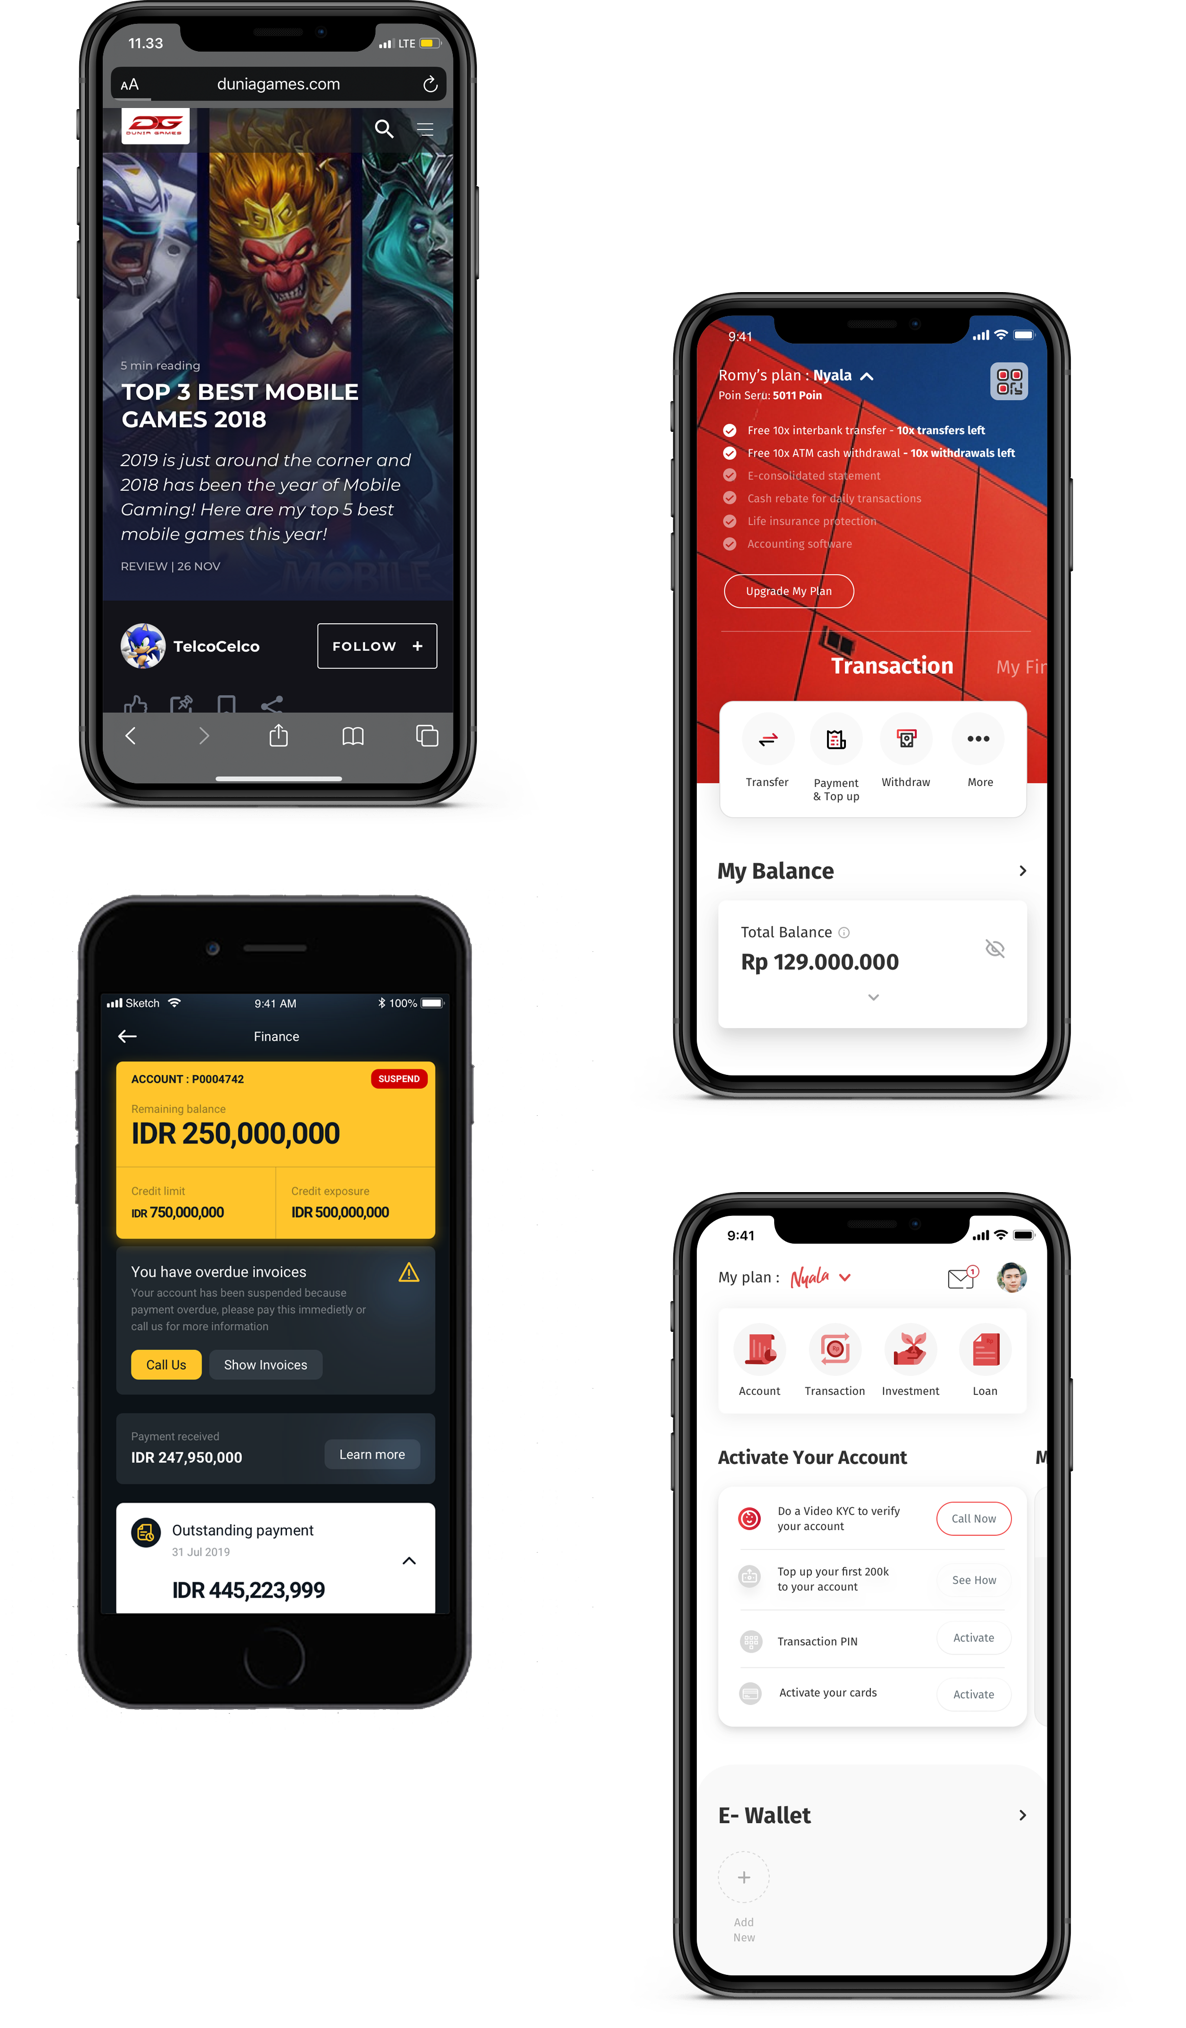 11.33
LTE
AA
duniagames.com
DG
DUNIA GAMES
5 min reading
TOP 3 BEST MOBILE
GAMES 2018
2019 is just around the corner and
2018 has been the year of Mobile
Gaming! Here are my top 5 best
mobile games this year!
REVIEW | 26 NOV
MOBILE
TelcoCelco
FOLLOW +
Sketch
9:41 AM
100%
Finance
ACCOUNT : P0004742
SUSPEND
Remaining balance
IDR 250,000,000
Credit limit
IDR 750,000,000
Credit exposure
IDR 500,000,000
You have overdue invoices
Your account has been suspended because
payment overdue, please pay this immedietly or
call us for more information
Call Us
Show Invoices
Payment received
IDR 247,950,000
Learn more
Outstanding payment
31 Jul 2019
IDR 445,223,999
9:41
Romy's plan : Nyala
Poin Seru: 5011 Poin
Free 10x interbank transfer - 10x transfers left
Free 10x ATM cash withdrawal - 10x withdrawals left
E-consolidated statement
Cash rebate for daily transactions
Life insurance protection
Accounting software
Upgrade My Plan
Transaction
My Fin
Transfer
Payment
& Top up
Withdraw
More
My Balance
Total Balance
Rp 129.000.000
9:41
My plan : Nyala
1
Account
Transaction
Investment
Loan
Activate Your Account
M
Do a Video KYC to verify
your account
Call Now
Top up your first 200k
to your account
See How
Transaction PIN
Activate
Activate your cards
Activate
E- Wallet
Add
New